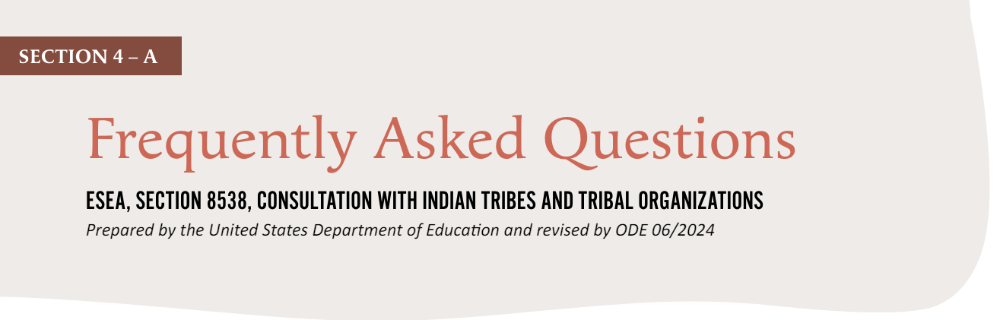 SECTION 4 – A
Frequently Asked Questions
ESEA, SECTION 8538, CONSULTATION WITH INDIAN TRIBES AND TRIBAL ORGANIZATIONS
Prepared by the United States Department of Education and revised by ODE 06/2024